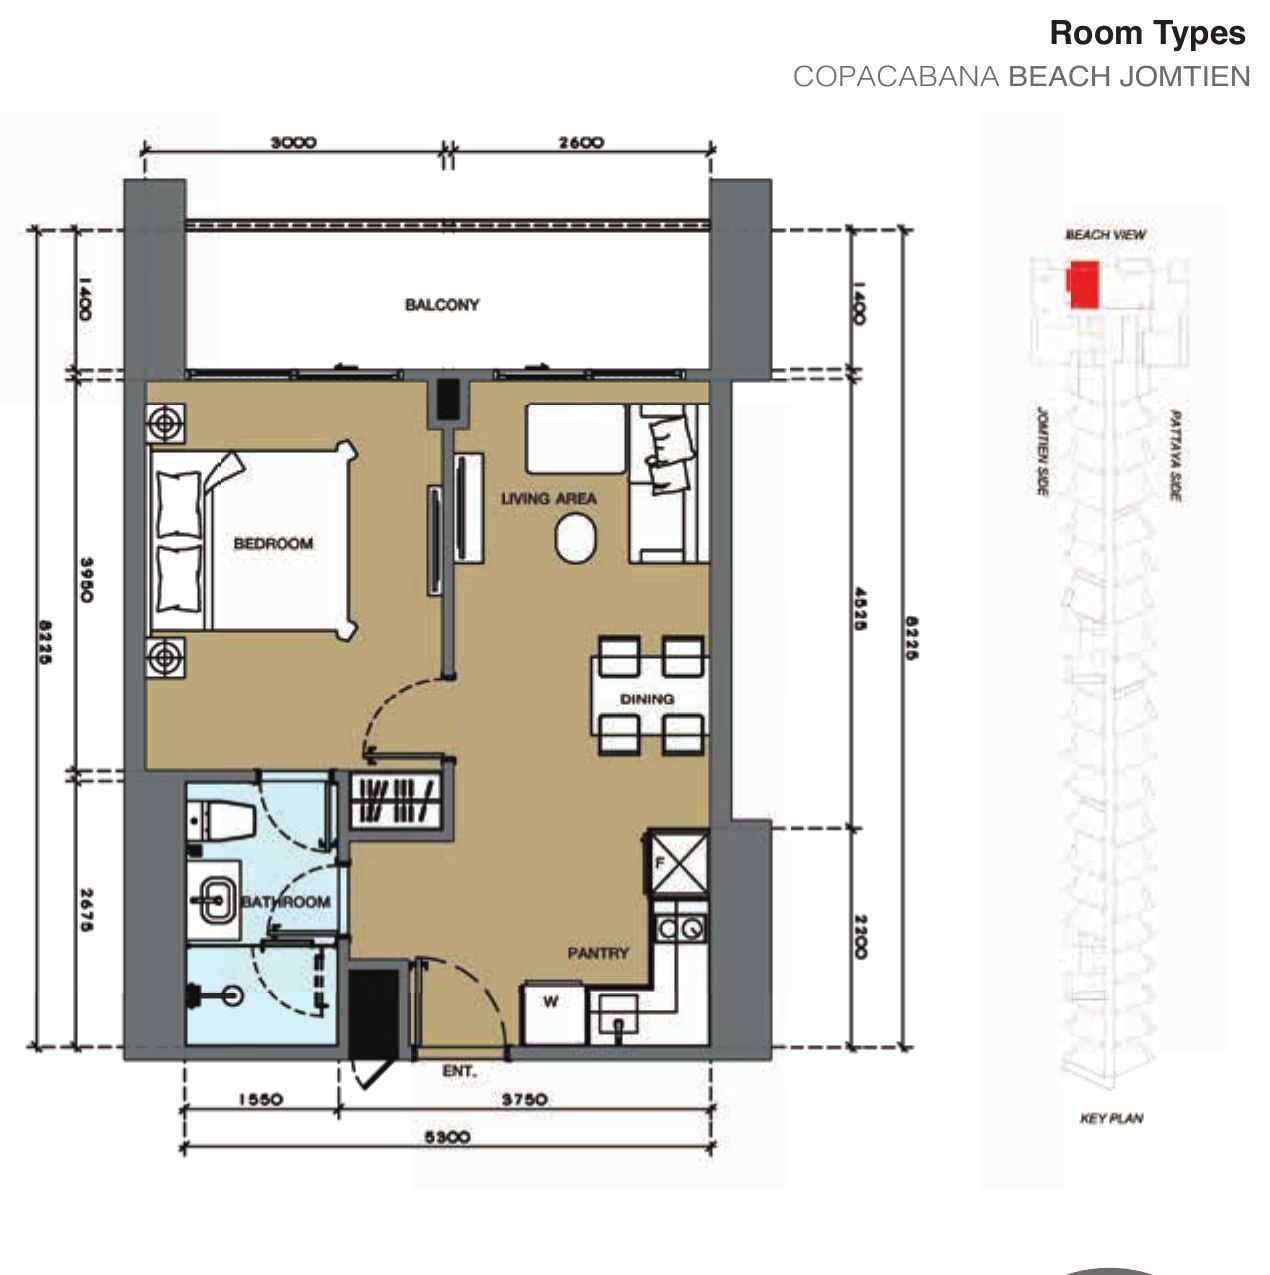 Room Types
COPACABANA BEACH JOMTIEN
3000
2600
BEACH VIEW
1400
BALCONY
1400
JOMTIEN SIDE
PATTAYA SIDE
LIVING AREA
BEDROOM
3950
4525
8225
8225
DINING
F
BATHROOM
2675
2200
PANTRY
W
ENT.
1550
3750
KEY PLAN
5300